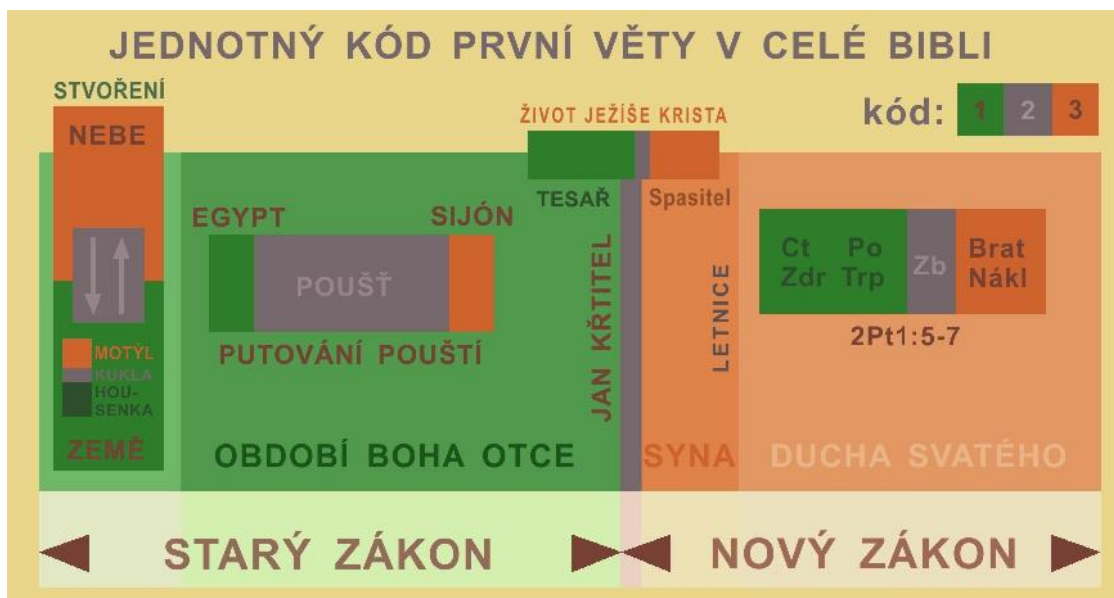 JEDNOTNÝ KÓD PRVNÍ VĚTY V CELÉ BIBLI
STVOŘENÍ
NEBE
MOTÝL
KUKLA
HOU-
SENKA
ZEMĚ
EGYPT
SIJÓN
POUŠŤ
PUTOVÁNÍ POUŠTÍ
ŽIVOT JEŽÍŠE KRISTA
TESAŘ
Spasitel
JAN KŘTITEL
LETNICE
kód: 1 2 3
Ct Po Zb Brat
Zdr Trp Nákl
2Pt1:5-7
OBDOBÍ BOHA OTCE SYNA DUCHA SVATÉHO
STARÝ ZÁKON
NOVÝ ZÁKON